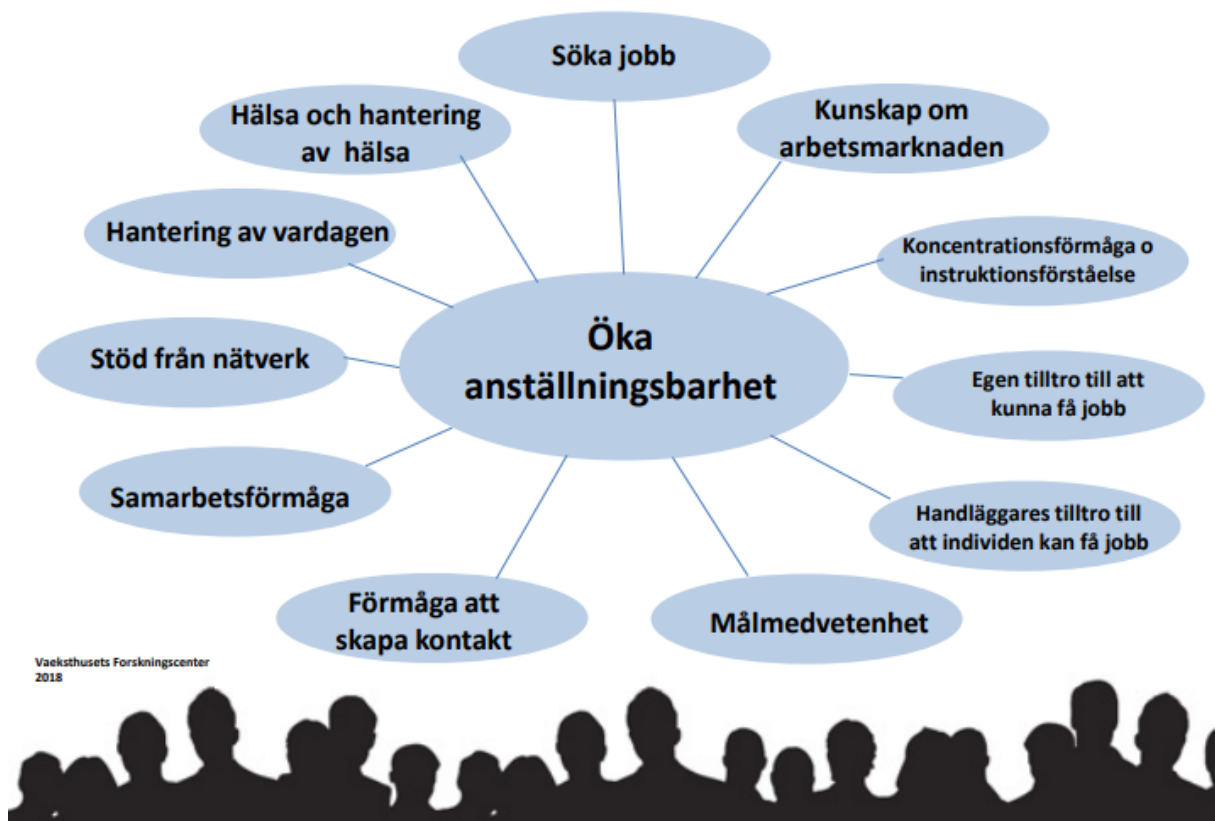 Söka jobb
Hälsa och hantering
av hälsa
Kunskap om
arbetsmarknaden
Hantering av vardagen
Koncentrationsförmåga o
instruktionsförståelse
Öka
anställningsbarhet
Stöd från nätverk
Egen tilltro till att
kunna få jobb
Samarbetsförmåga
Handläggares tilltro till
att individen kan få jobb
Förmåga att
skapa kontakt
Målmedvetenhet
Vaeksthusets Forskningscenter
2018